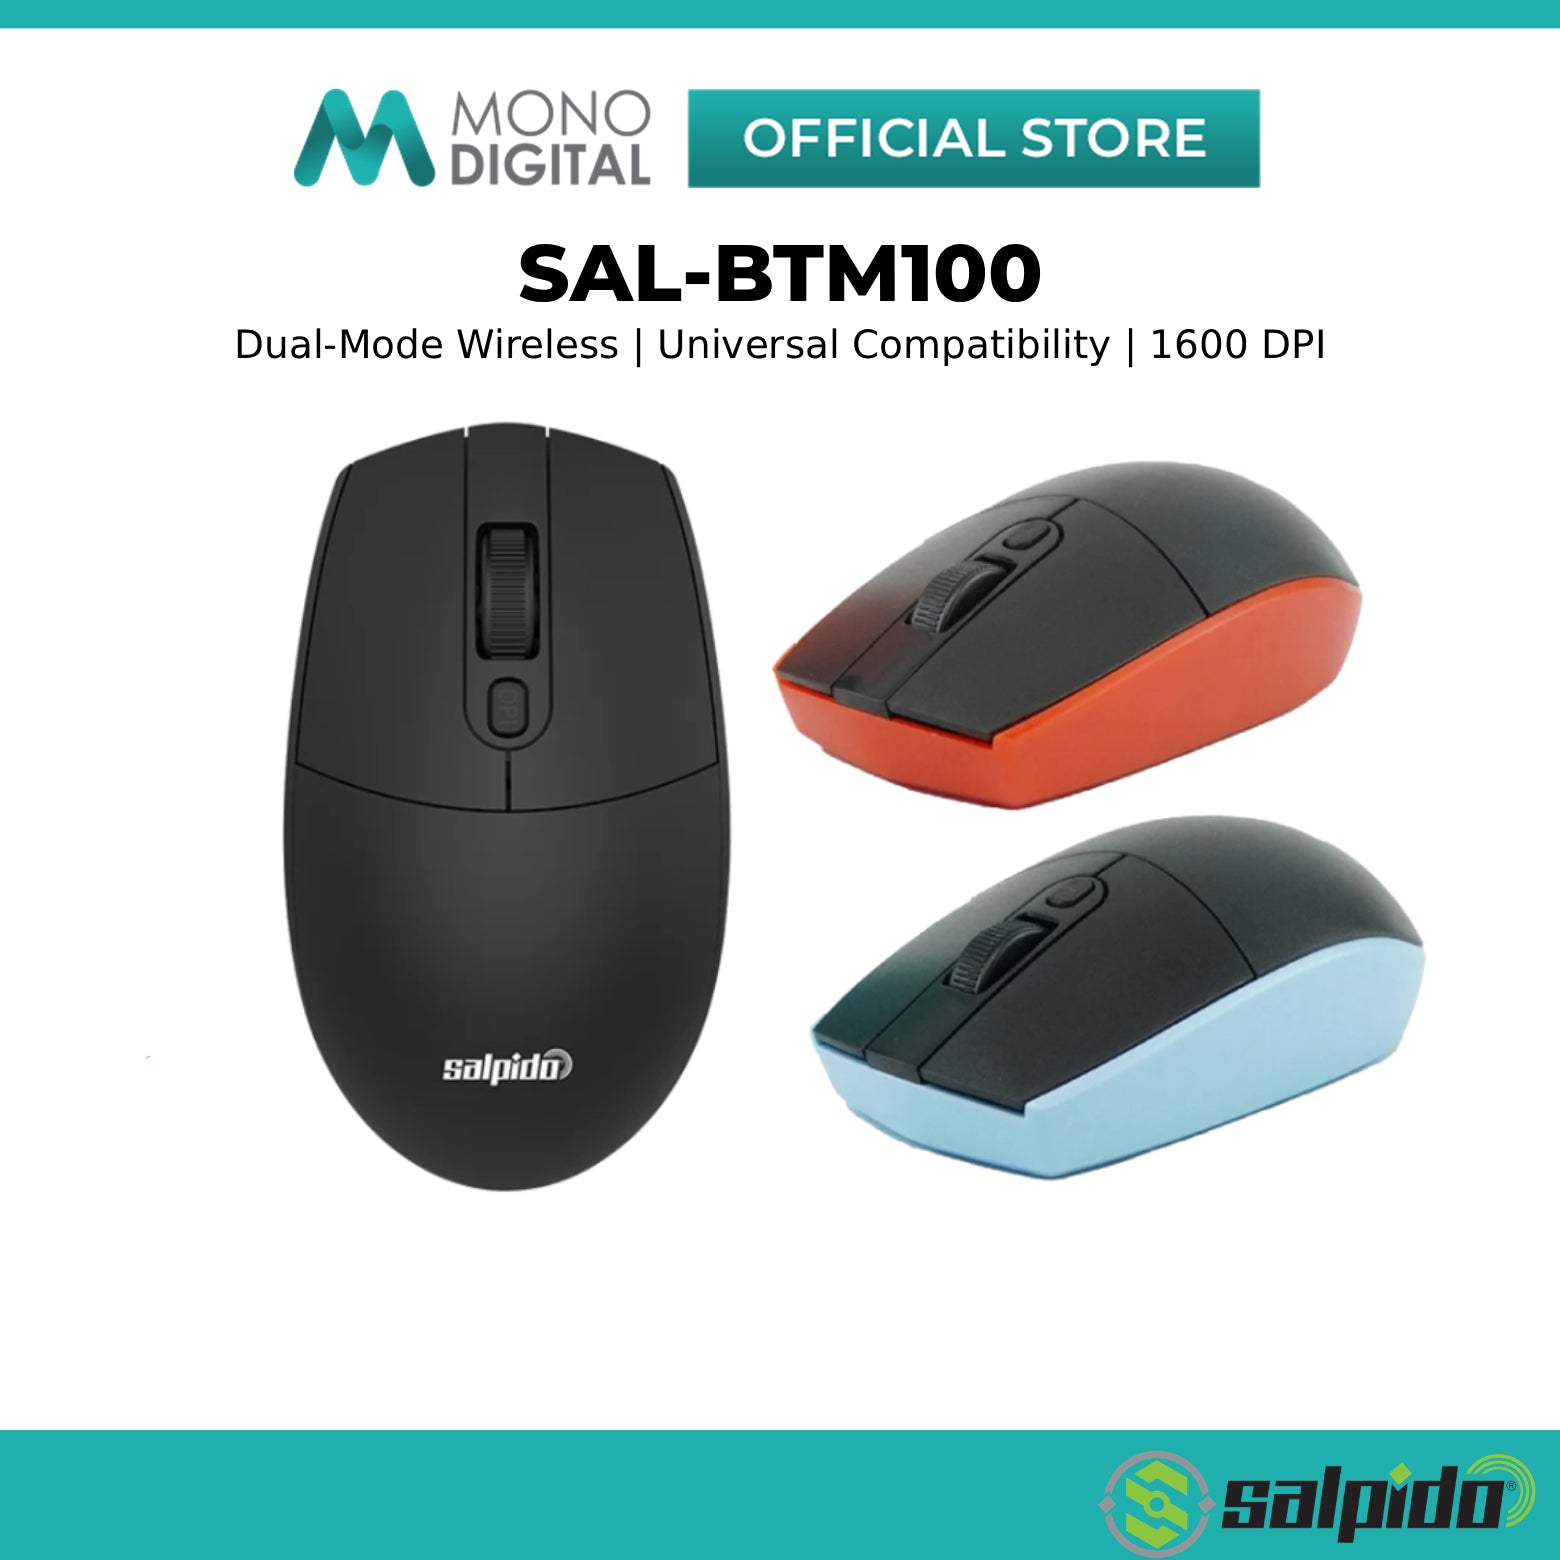 MONO
DIGITAL
OFFICIAL STORE
SAL-BTM100
Dual-Mode Wireless | Universal Compatibility | 1600 DPI
DPI
salpido
salpido®